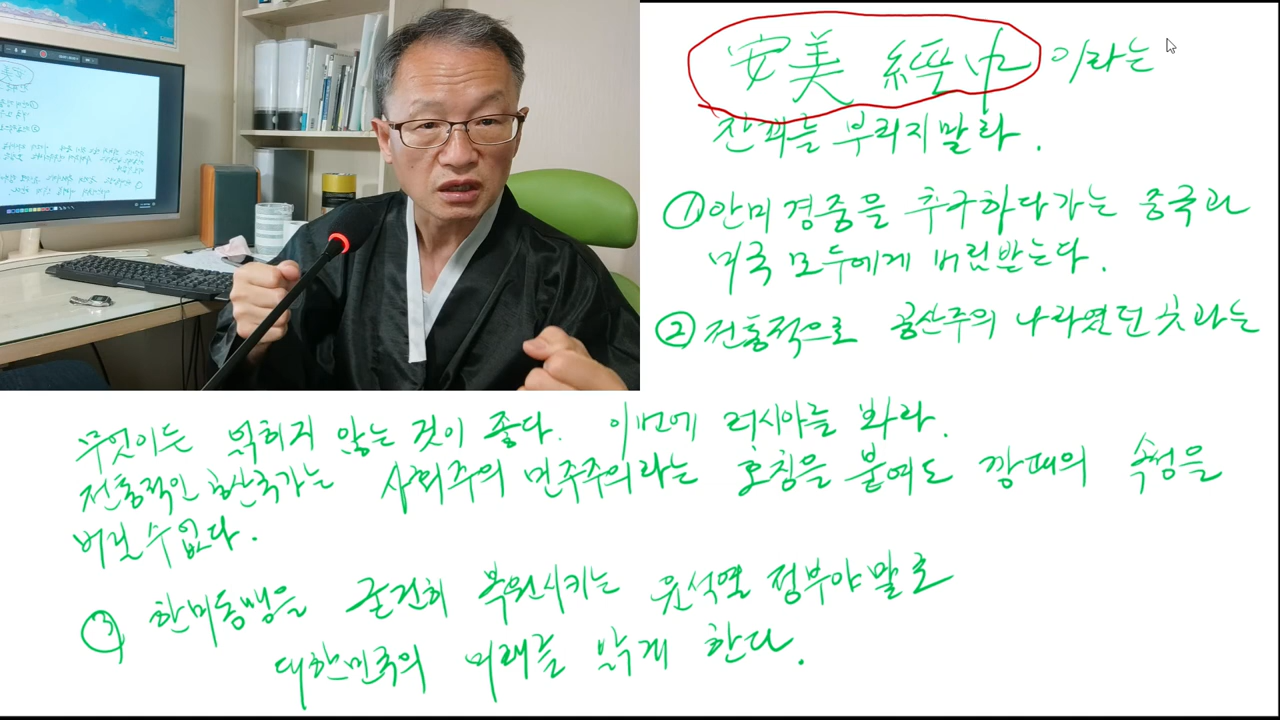 安美 經中 이라는
잔꾀를 부리지말라.
① 안미경중을 추구하다가는 중국과
미국 모두에게 버림받는다.
② 전통적으로 공산주의 나라였던 곳과는
무엇이든 얽히지 않는 것이 좋다. 이번에 러시아를 봐라.
전통적인 공산국가는 사회주의 민주주의라는 호칭을 붙여도 깡패의 속성을
버릴 수 없다.
③ 한미동맹을 굳건히 복원시키는 윤석열 정부야말로
대한민국의 미래를 밝게 한다.